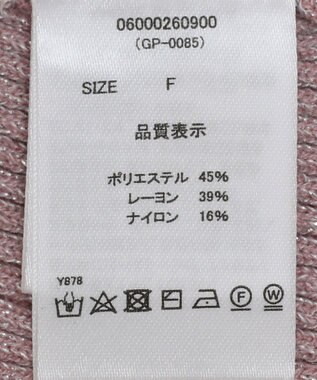 06000260900
(GP-0085)
SIZE F
品質表示
ポリエステル 45%
レーヨン 39%
ナイロン 16%
Y878
F W